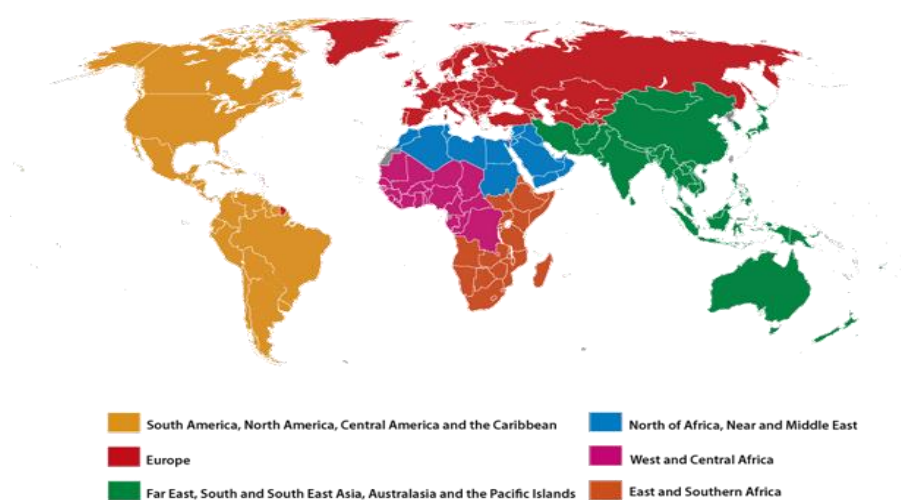 South America, North America, Central America and the Caribbean
Europe
Far East, South and South East Asia, Australasia and the Pacific Islands
North of Africa, Near and Middle East
West and Central Africa
East and Southern Africa